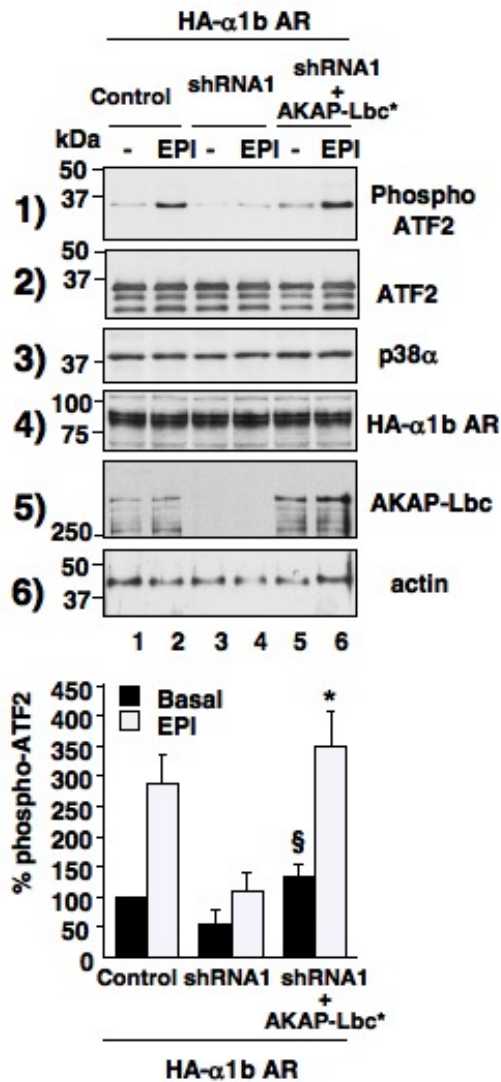 HA-α1b AR
Control shRNA1 shRNA1
+
AKAP-Lbc*
kDa - EPI - EPI - EPI
50
37
1) Phospho
ATF2
50
37
2) ATF2
3) 37 p38α
100
75
4) HA-α1b AR
5) 250 AKAP-Lbc
50
37
6) actin
1 2 3 4 5 6
% phospho-ATF2
450
400
350
300
250
200
150
100
50
0
Basal
EPI
§
*
Control shRNA1 shRNA1
+
AKAP-Lbc*
HA-α1b AR